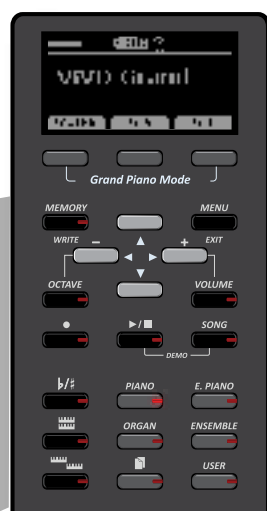 Grand Piano Mode
MEMORY MENU
WRITE − + EXIT
OCTAVE VOLUME
● ▶/■ SONG
DEMO
♭/♯ PIANO E. PIANO
ORGAN ENSEMBLE
USER